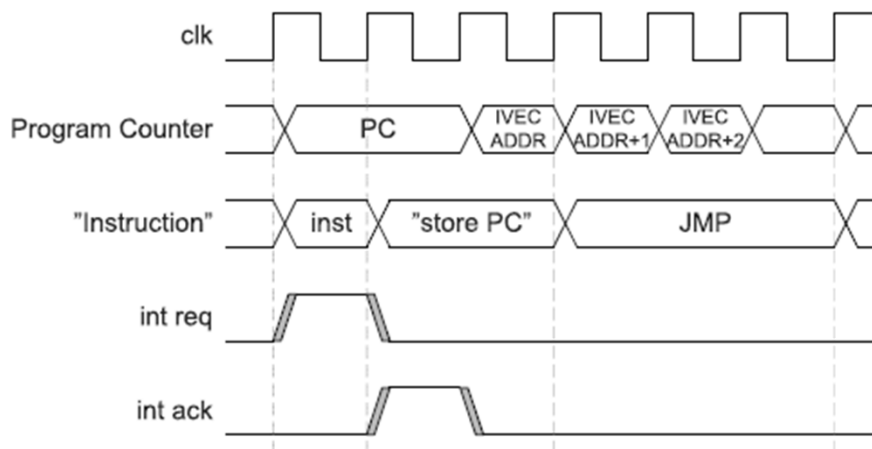 clk
Program Counter
PC
IVEC
ADDR
IVEC
ADDR+1
IVEC
ADDR+2
”Instruction”
inst
”store PC”
JMP
int req
int ack